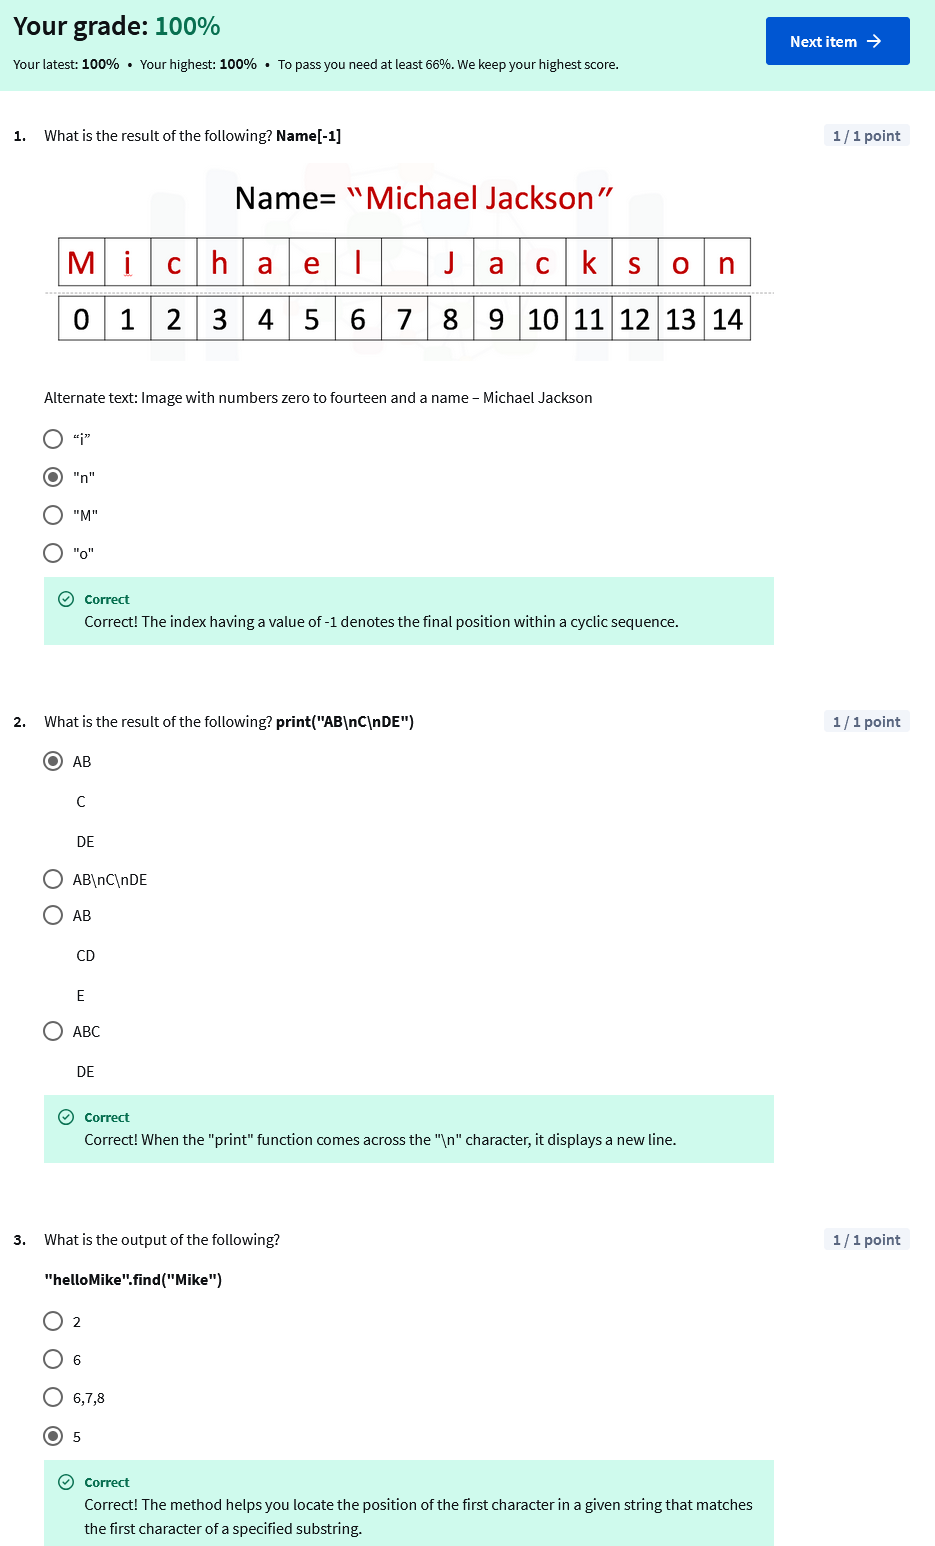 Your grade: 100%
Next item →
Your latest: 100% • Your highest: 100% • To pass you need at least 66%. We keep your highest score.
1. What is the result of the following? Name[-1]
1 / 1 point
Name= “Michael Jackson”
M i c h a e l J a c k s o n
0 1 2 3 4 5 6 7 8 9 10 11 12 13 14
Alternate text: Image with numbers zero to fourteen and a name – Michael Jackson
“i”
"n"
"M"
"o"
Correct
Correct! The index having a value of -1 denotes the final position within a cyclic sequence.
2. What is the result of the following? print("AB\nC\nDE")
1 / 1 point
AB
C
DE
AB\nC\nDE
AB
CD
E
ABC
DE
Correct
Correct! When the "print" function comes across the "\n" character, it displays a new line.
3. What is the output of the following?
1 / 1 point
"helloMike".find("Mike")
2
6
6,7,8
5
Correct
Correct! The method helps you locate the position of the first character in a given string that matches
the first character of a specified substring.